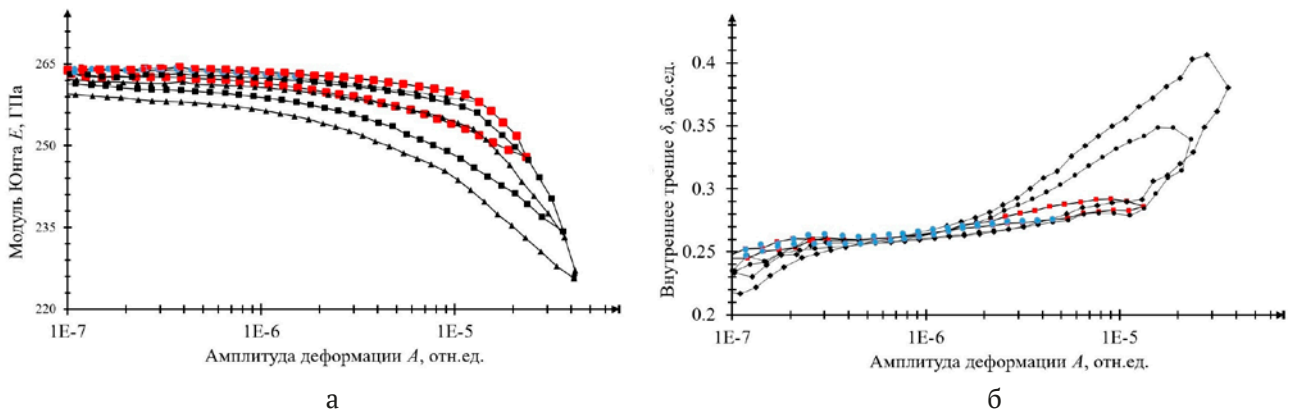 Модуль Юнга E, ГПа
265
250
235
220
1E-7
1E-6
1E-5
Амплитуда деформации A, отн.ед.
а
Внутреннее трение δ, абс.ед.
0.4
0.35
0.3
0.25
0.2
1E-7
1E-6
1E-5
Амплитуда деформации A, отн.ед.
б